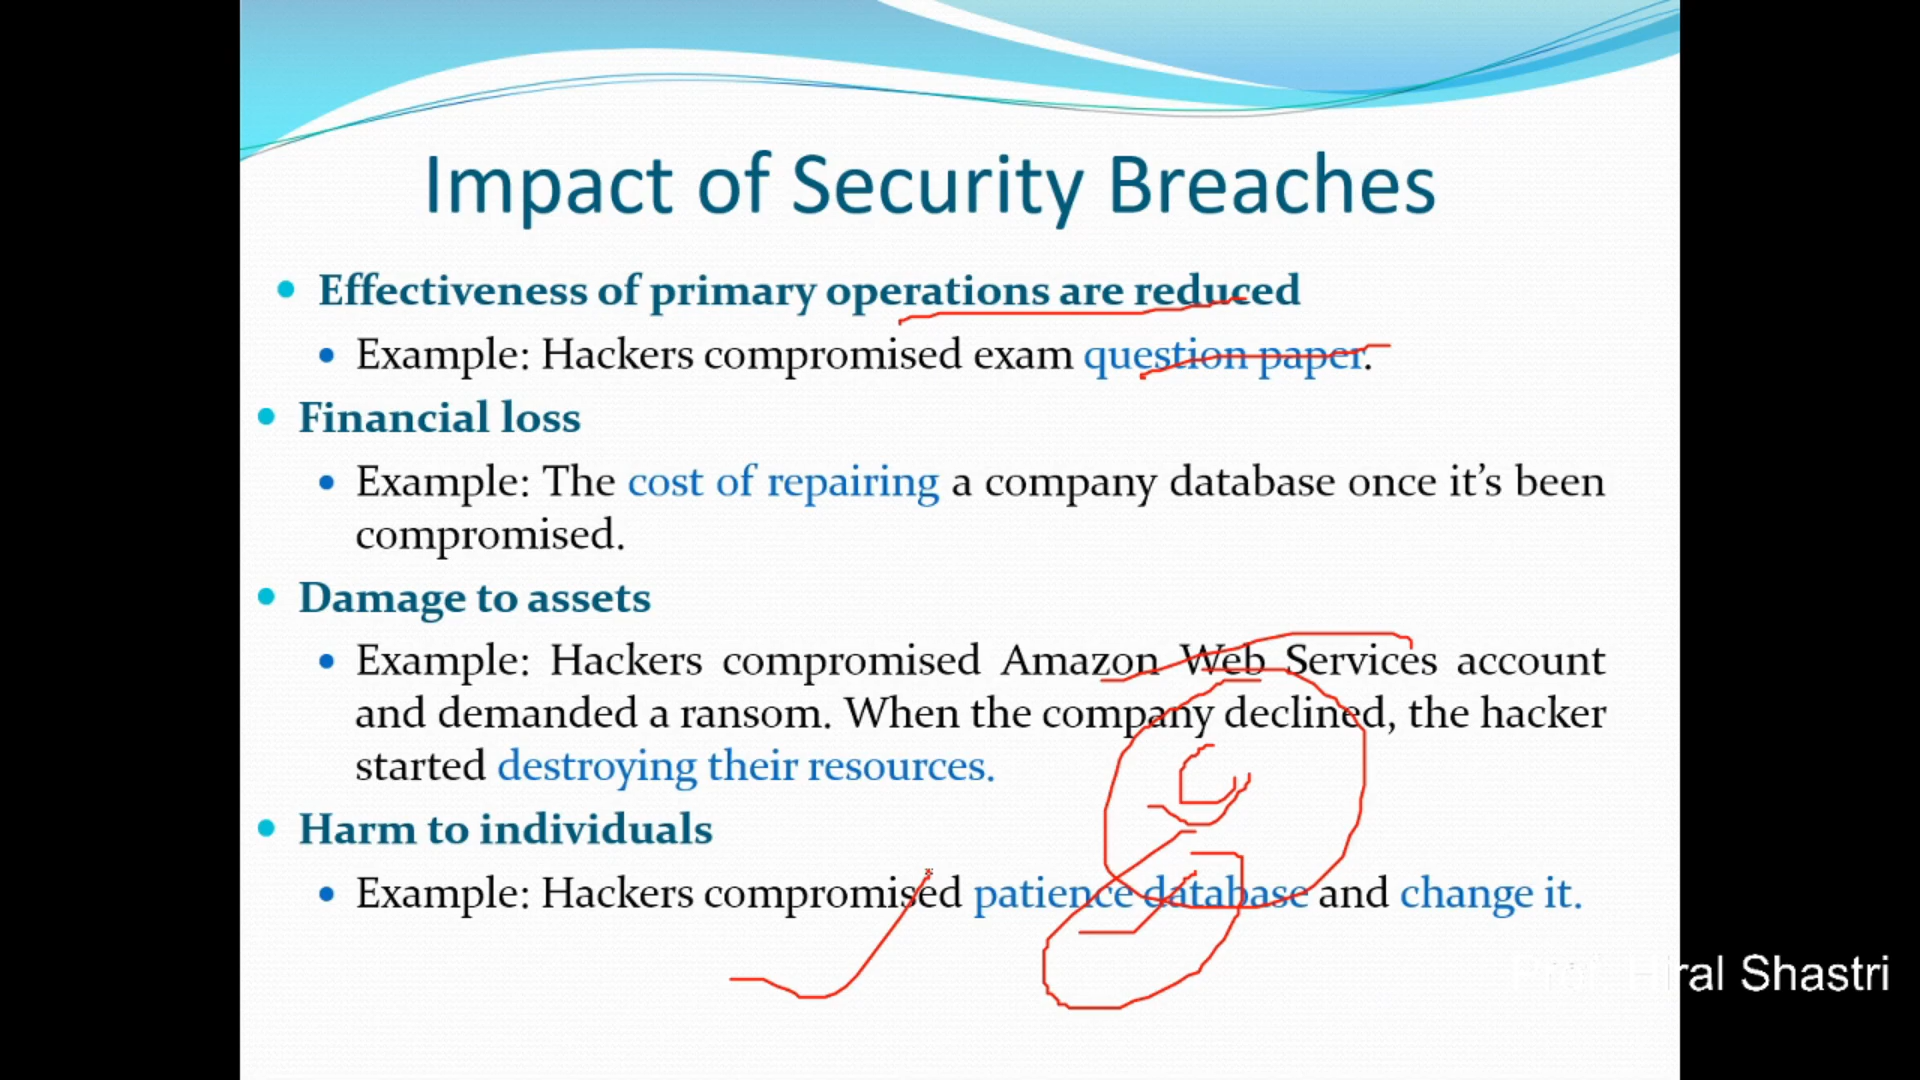 Impact of Security Breaches
Effectiveness of primary operations are reduced
Example: Hackers compromised exam question paper.
Financial loss
Example: The cost of repairing a company database once it's been
compromised.
Damage to assets
Example: Hackers compromised Amazon Web Services account
and demanded a ransom. When the company declined, the hacker
started destroying their resources.
Harm to individuals
Example: Hackers compromised patience database and change it.
Shastri